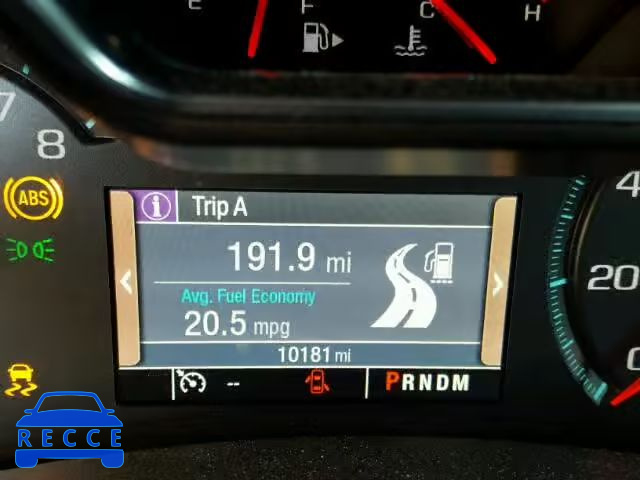 E F C H
7
8
ABS
i Trip A
191.9 mi
Avg. Fuel Economy
20.5 mpg
10181 mi
-- PRNDM
4
20
0
RECCE